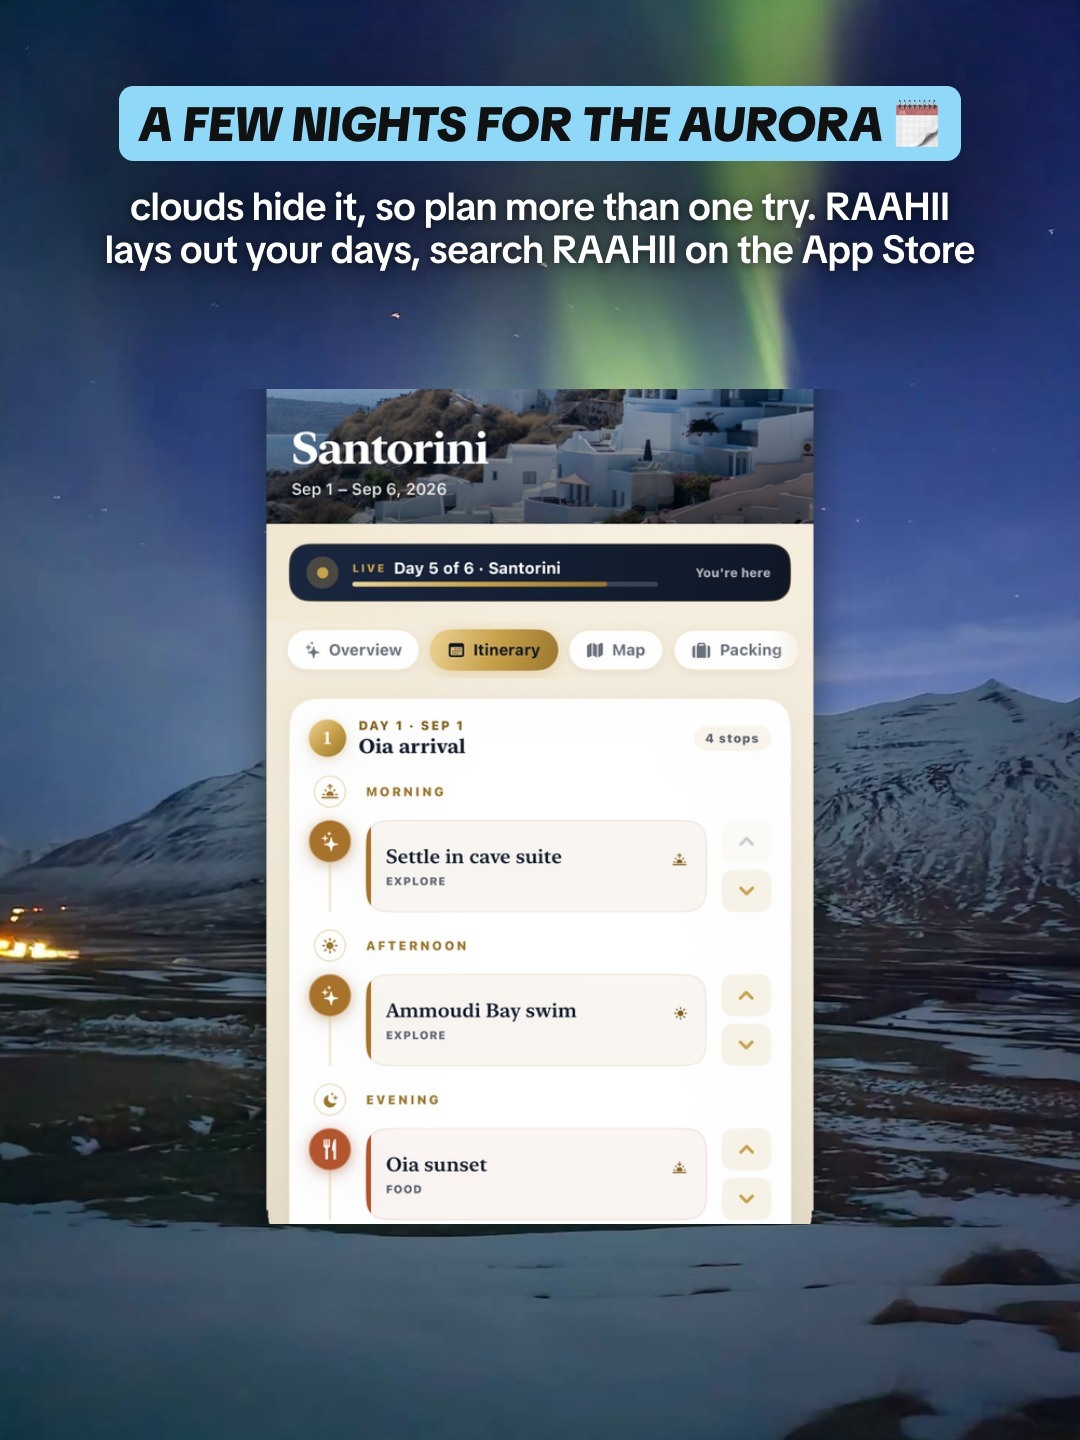 A FEW NIGHTS FOR THE AURORA
clouds hide it, so plan more than one try. RAAHII
lays out your days, search RAAHII on the App Store
Santorini
Sep 1 – Sep 6, 2026
LIVE Day 5 of 6 · Santorini
You're here
Overview
Itinerary
Map
Packing
1
DAY 1 · SEP 1
Oia arrival
4 stops
MORNING
Settle in cave suite
EXPLORE
AFTERNOON
Ammoudi Bay swim
EXPLORE
EVENING
Oia sunset
FOOD